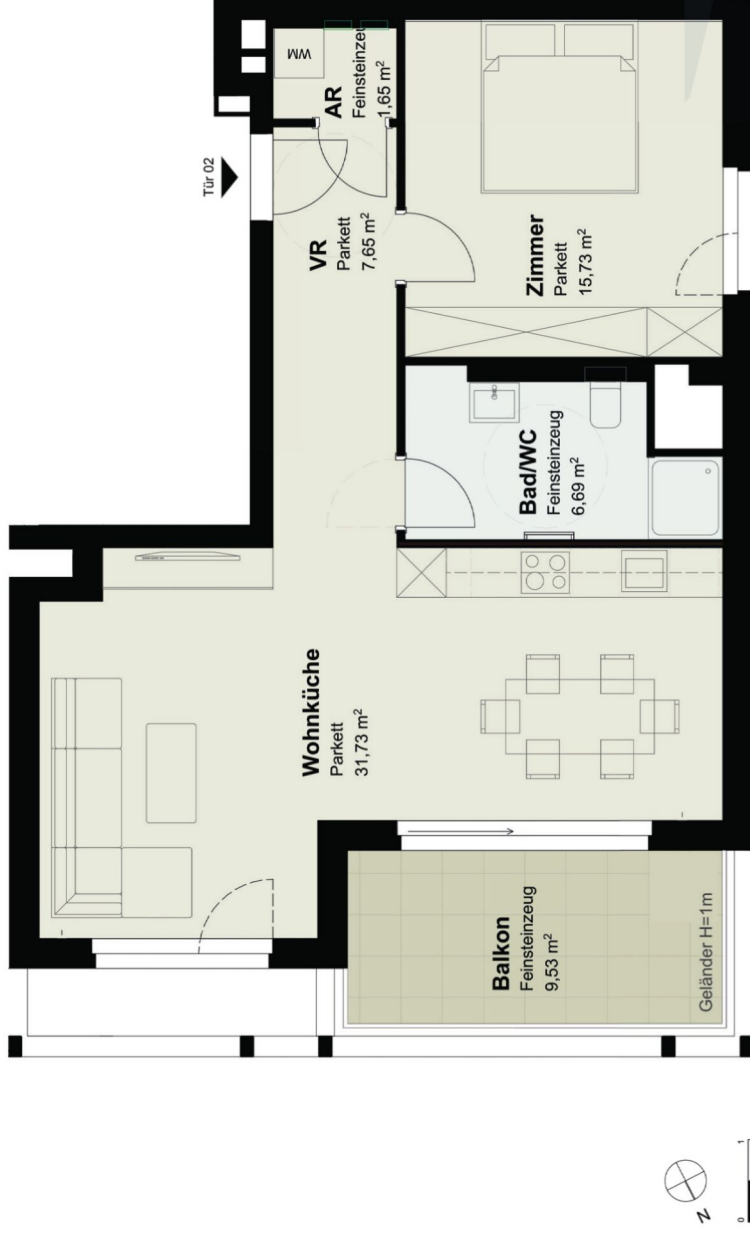 WM
AR
Feinsteinzeu
1,65 m²
Tür 02
VR
Parkett
7,65 m²
Zimmer
Parkett
15,73 m²
Bad/WC
Feinsteinzeug
6,69 m²
Wohnküche
Parkett
31,73 m²
Balkon
Feinsteinzeug
9,53 m²
Geländer H=1m
N
0
1